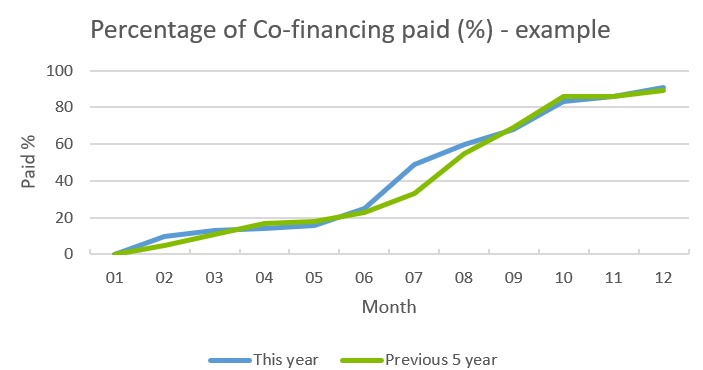 Percentage of Co-financing paid (%) - example
100
80
60
40
20
0
Paid %
01 02 03 04 05 06 07 08 09 10 11 12
Month
This year Previous 5 year